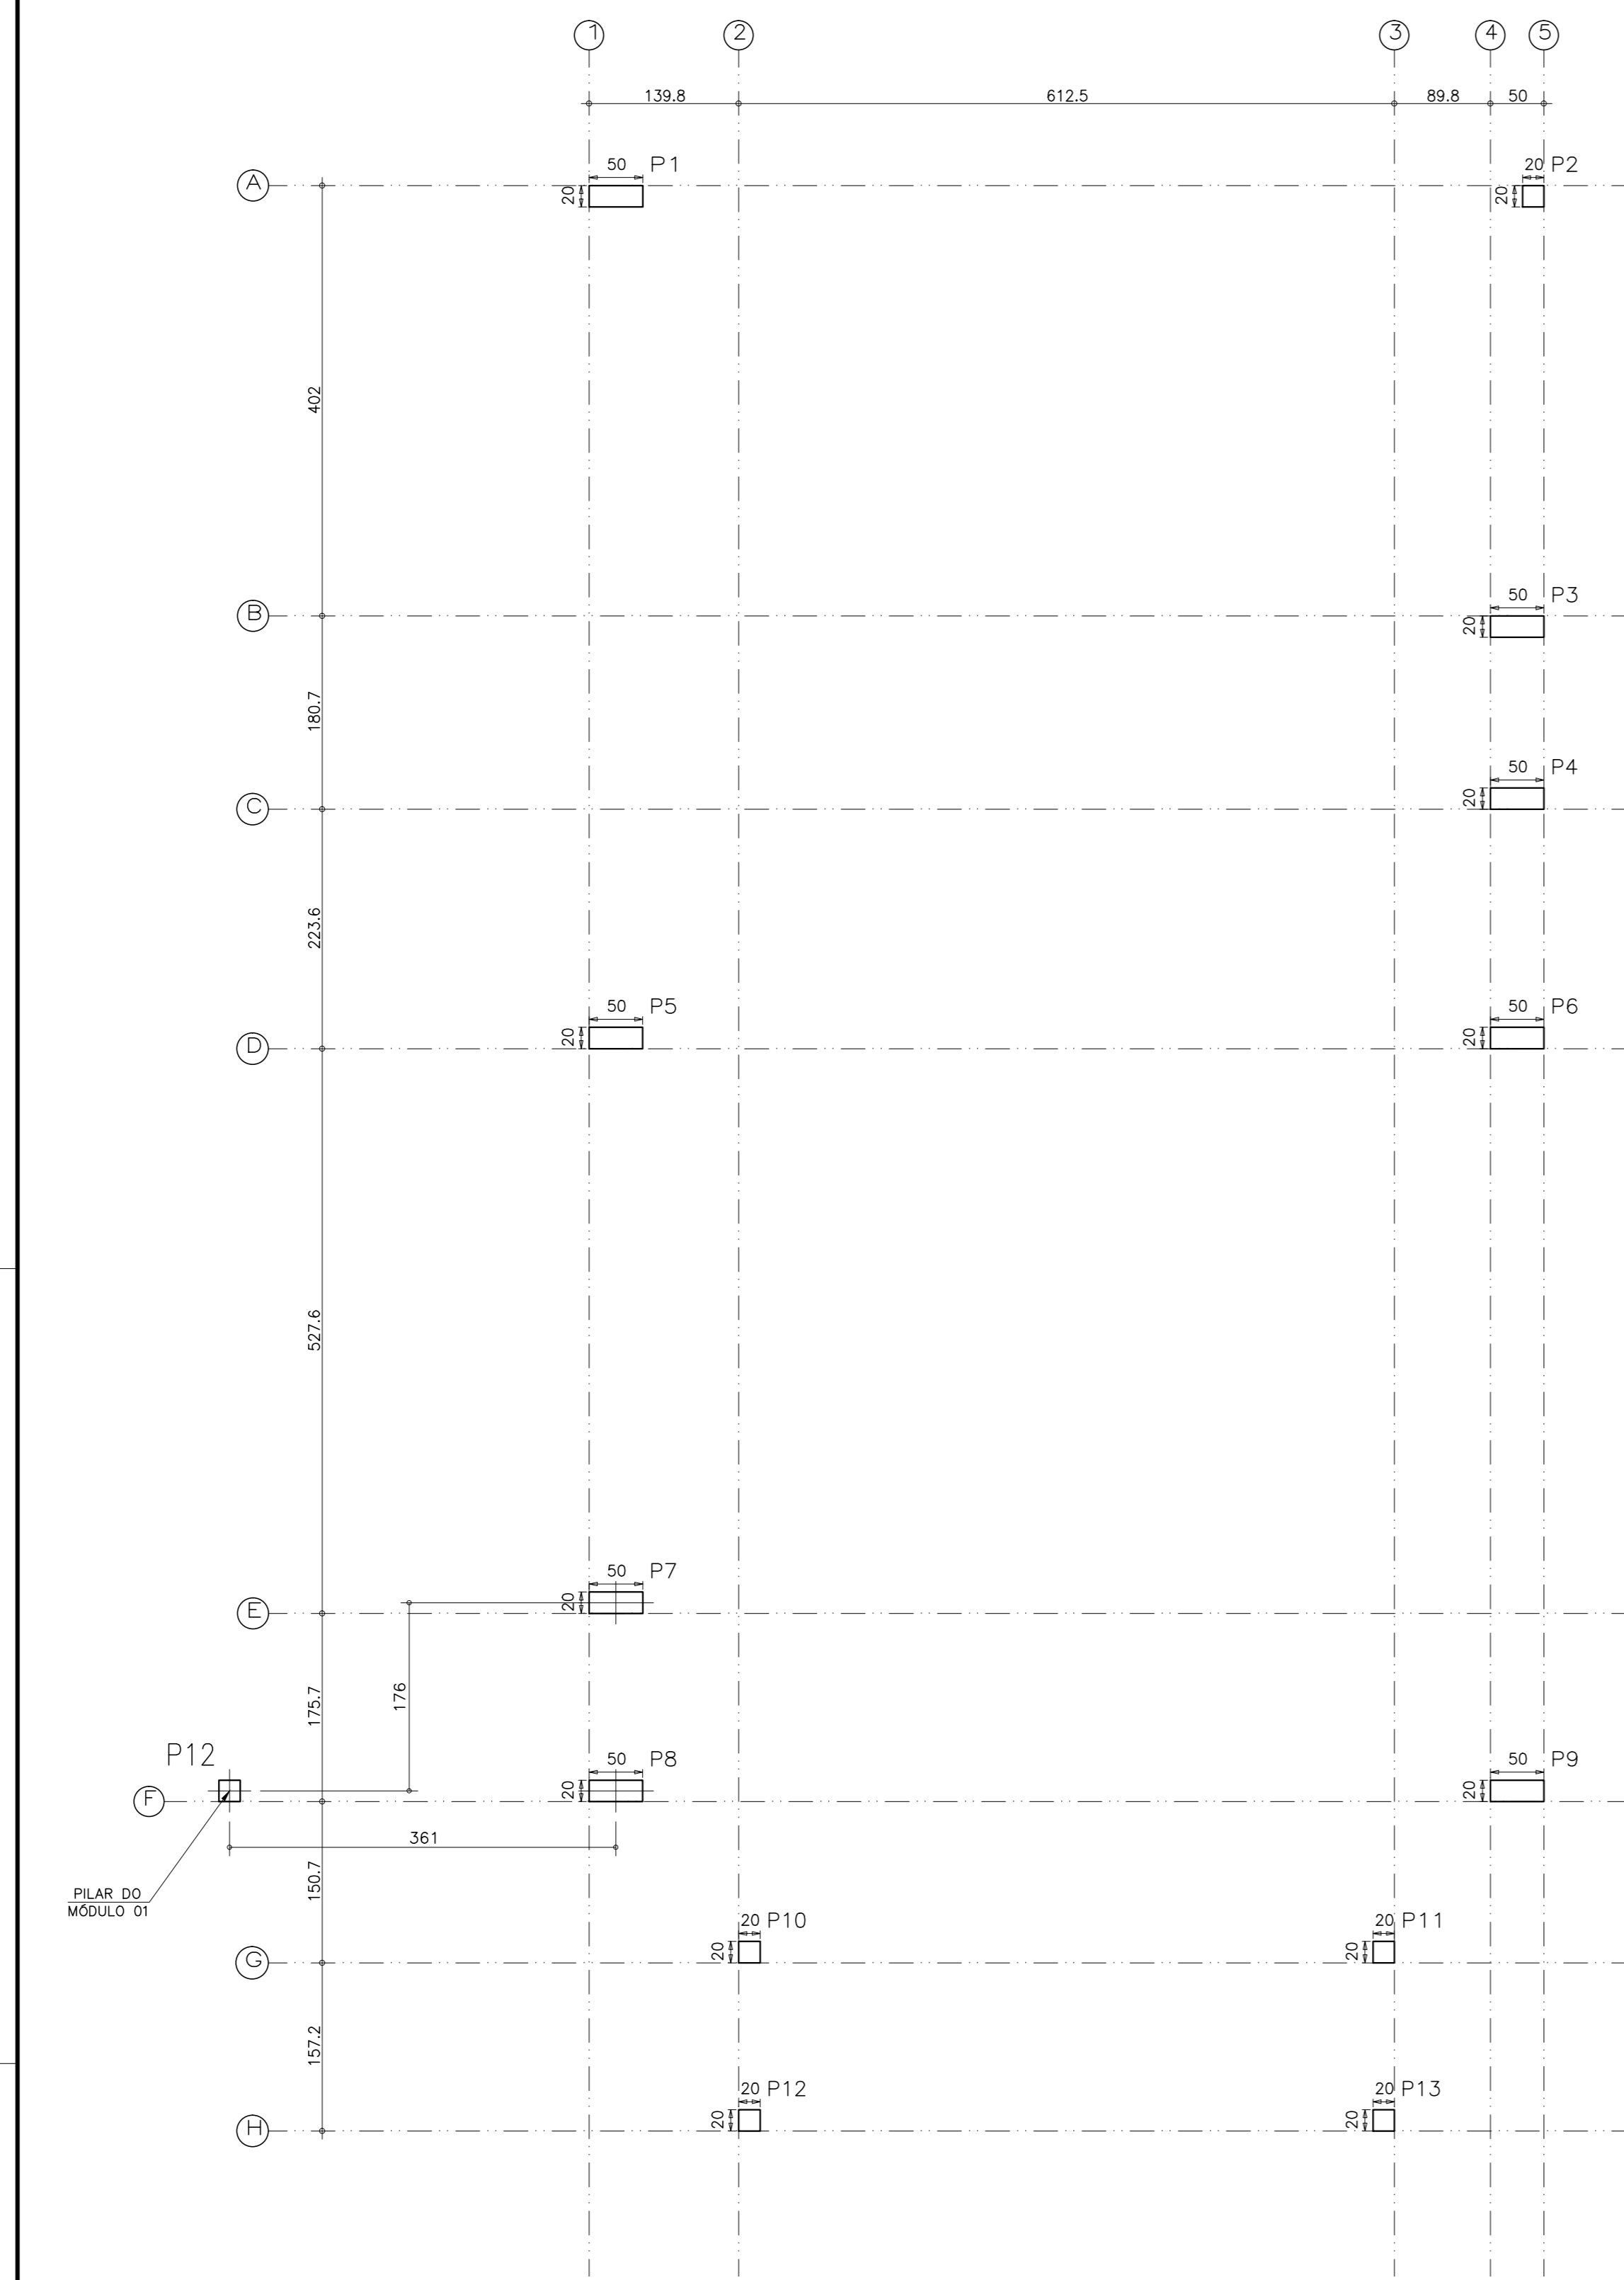 1 2 3 4 5
139.8 612.5 89.8 50
50 P1 20 P2
A
20 20
402
50 P3
B
20
180.7
50 P4
C
20
223.6
50 P5 50 P6
D
20 20
527.6
50 P7
E
20
175.7
176
P12
50 P8 50 P9
F
20 20
361
150.7
PILAR DO
MÓDULO 01
20 P10 20 P11
G
20 20
157.2
20 P12 20 P13
H
20 20